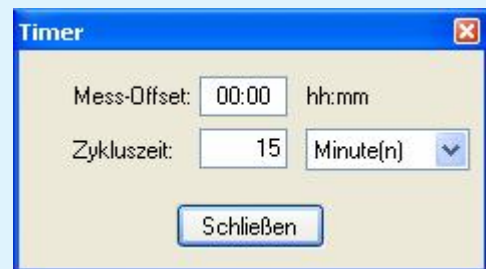 Timer
Mess-Offset: 00:00 hh:mm
Zykluszeit: 15 Minute(n)
Schließen